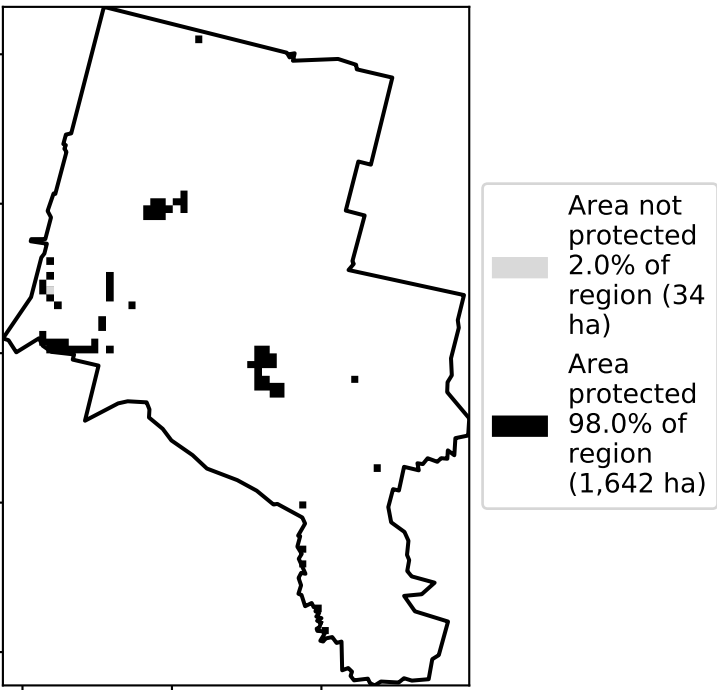 Area not
protected
2.0% of
region (34
ha)
Area
protected
98.0% of
region
(1,642 ha)